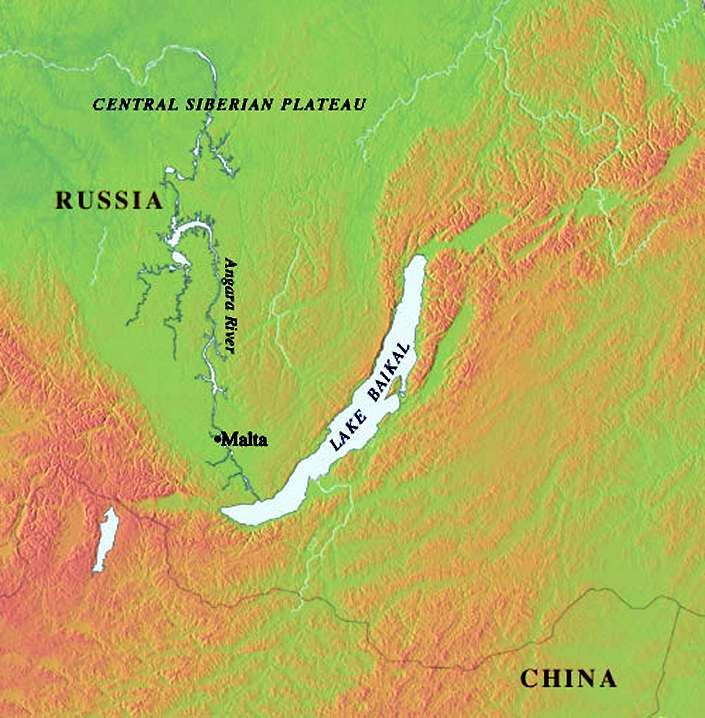 CENTRAL SIBERIAN PLATEAU
RUSSIA
Angara River
LAKE BAIKAL
Malta
CHINA